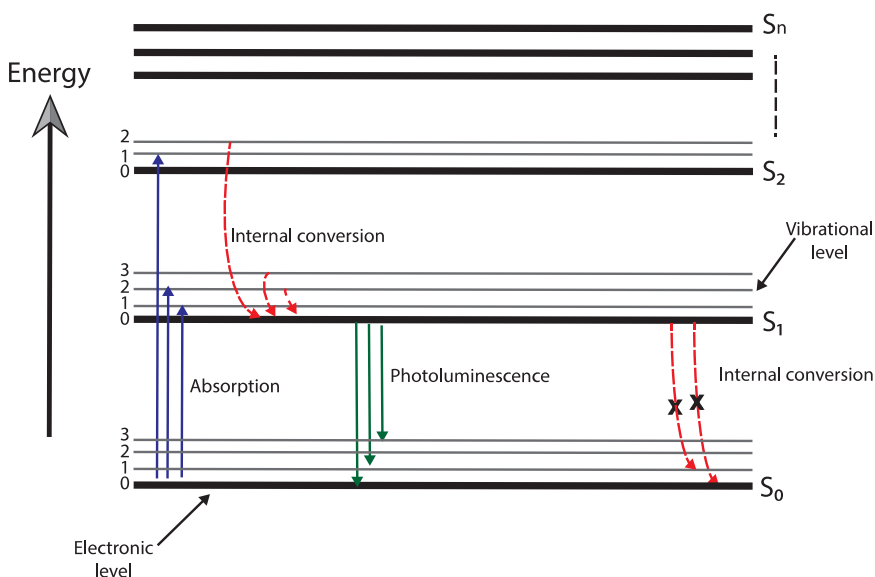 Sn
Energy
2
1
0
S2
Internal conversion
Vibrational
level
3
2
1
0
S1
Absorption
Photoluminescence
Internal conversion
X
X
3
2
1
0
S0
Electronic
level